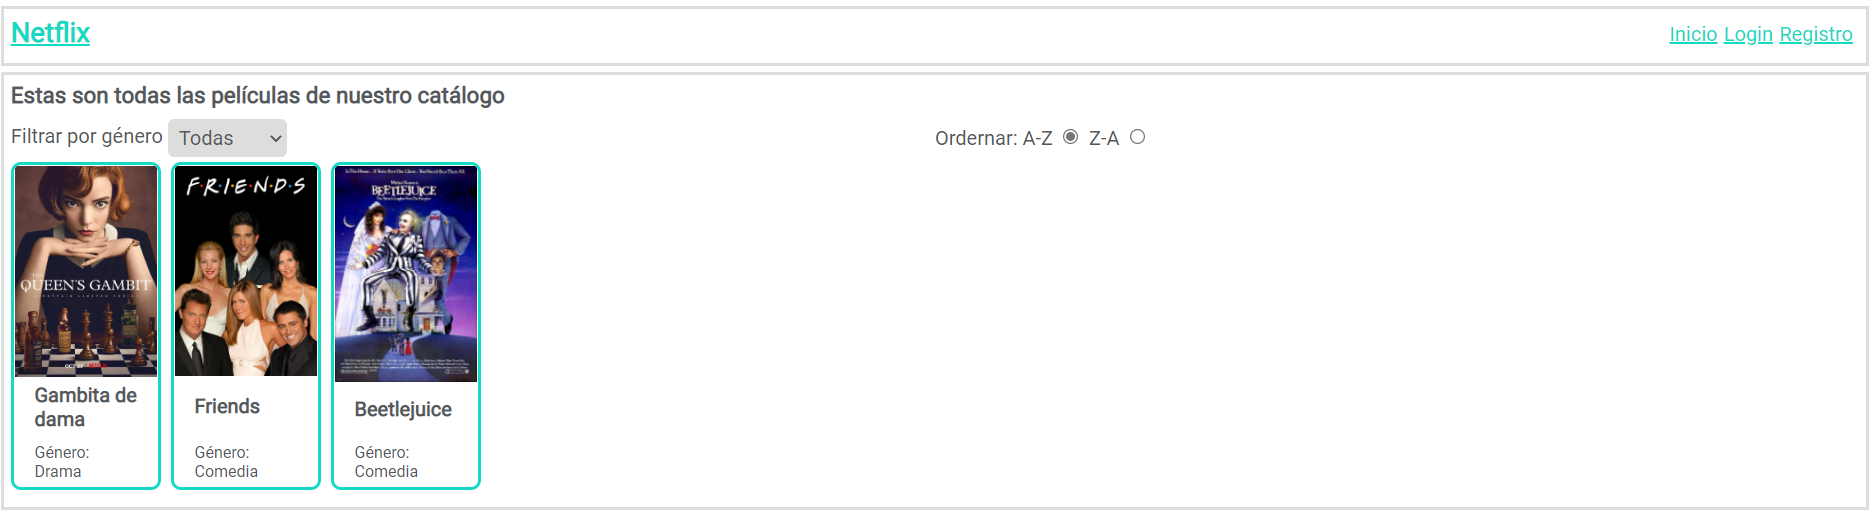 Netflix
Inicio Login Registro
Estas son todas las películas de nuestro catálogo
Filtrar por género Todas
Ordernar: A-Z Z-A
THE
QUEEN'S GAMBIT
Gambita de
dama
Género:
Drama
F·R·I·E·N·D·S
Friends
Género:
Comedia
BEETLEJUICE
Beetlejuice
Género:
Comedia